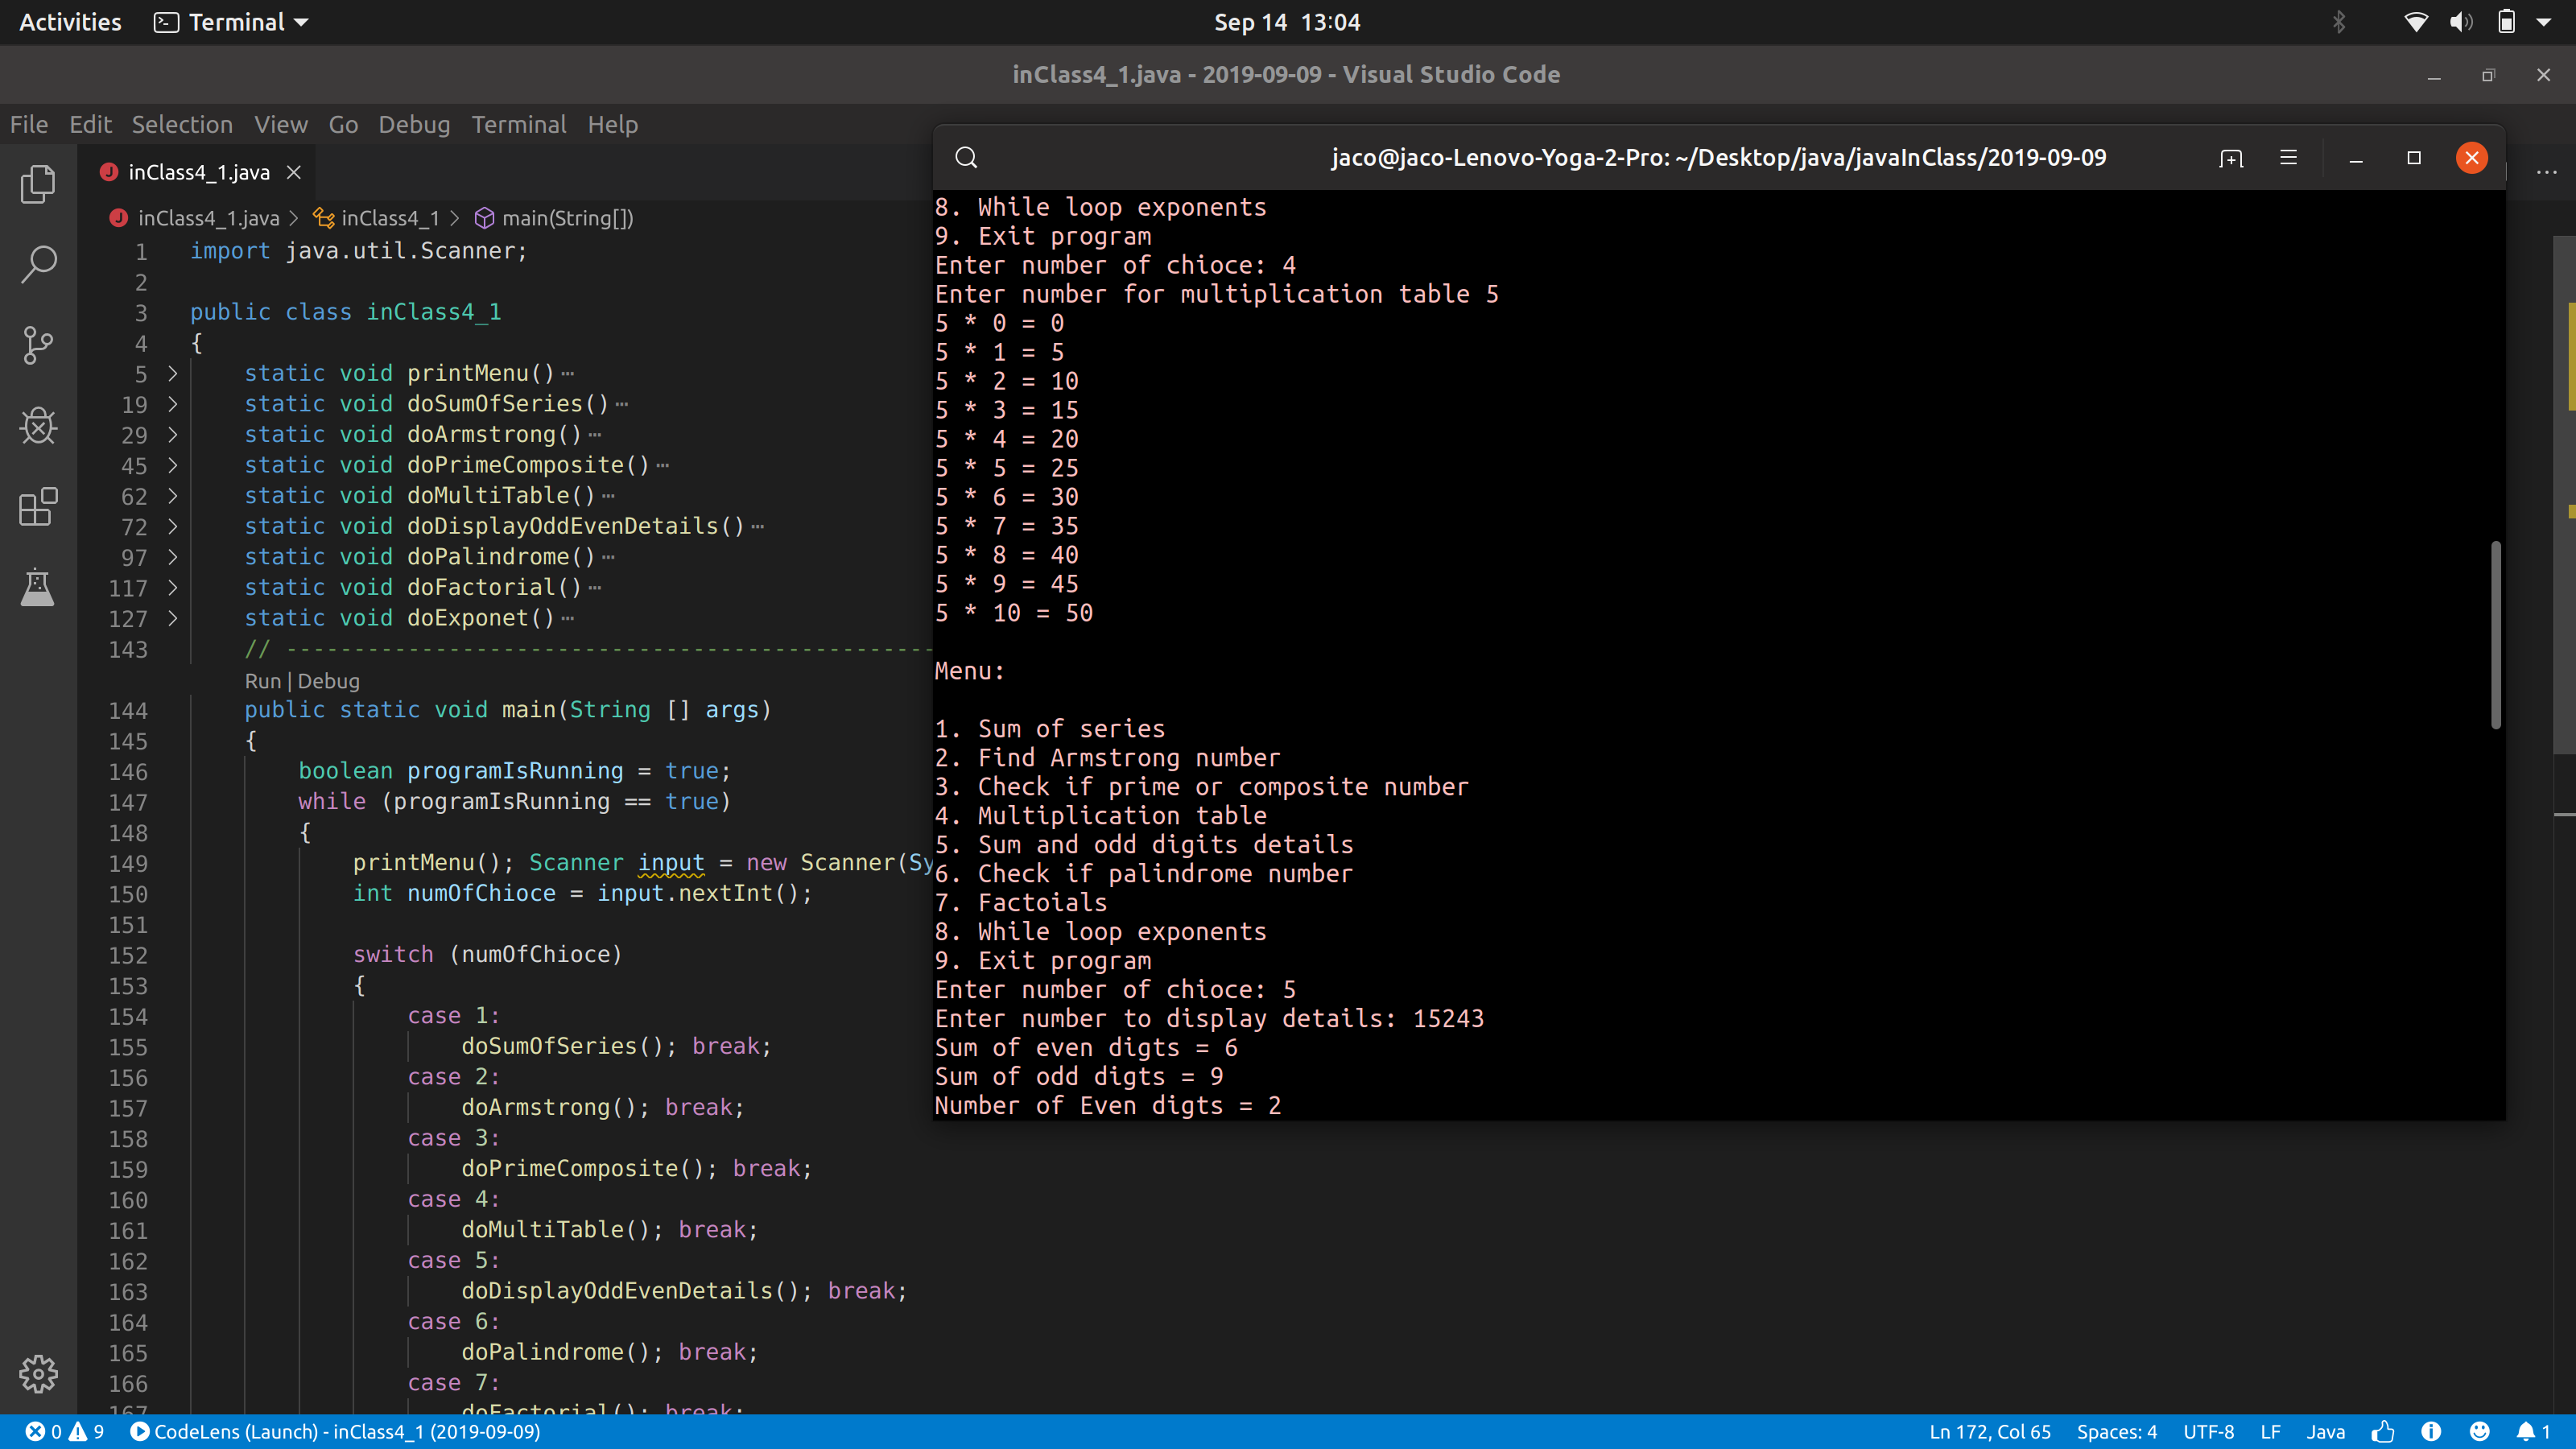 Activities Terminal Sep 14 13:04
inClass4_1.java - 2019-09-09 - Visual Studio Code
File Edit Selection View Go Debug Terminal Help
inClass4_1.java
inClass4_1.java > inClass4_1 > main(String[])
1 import java.util.Scanner;
2
3 public class inClass4_1
4 {
5 > static void printMenu()⋯
19 > static void doSumOfSeries()⋯
29 > static void doArmstrong()⋯
45 > static void doPrimeComposite()⋯
62 > static void doMultiTable()⋯
72 > static void doDisplayOddEvenDetails()⋯
97 > static void doPalindrome()⋯
117 > static void doFactorial()⋯
127 > static void doExponet()⋯
143 // ------------------------------------------------
Run | Debug
144 public static void main(String [] args)
145 {
146 boolean programIsRunning = true;
147 while (programIsRunning == true)
148 {
149 printMenu(); Scanner input = new Scanner(Sy
150 int numOfChioce = input.nextInt();
151
152 switch (numOfChioce)
153 {
154 case 1:
155 doSumOfSeries(); break;
156 case 2:
157 doArmstrong(); break;
158 case 3:
159 doPrimeComposite(); break;
160 case 4:
161 doMultiTable(); break;
162 case 5:
163 doDisplayOddEvenDetails(); break;
164 case 6:
165 doPalindrome(); break;
166 case 7:
167 doFactorial(); break;
jaco@jaco-Lenovo-Yoga-2-Pro: ~/Desktop/java/javaInClass/2019-09-09
8. While loop exponents
9. Exit program
Enter number of chioce: 4
Enter number for multiplication table 5
5 * 0 = 0
5 * 1 = 5
5 * 2 = 10
5 * 3 = 15
5 * 4 = 20
5 * 5 = 25
5 * 6 = 30
5 * 7 = 35
5 * 8 = 40
5 * 9 = 45
5 * 10 = 50
Menu:
1. Sum of series
2. Find Armstrong number
3. Check if prime or composite number
4. Multiplication table
5. Sum and odd digits details
6. Check if palindrome number
7. Factoials
8. While loop exponents
9. Exit program
Enter number of chioce: 5
Enter number to display details: 15243
Sum of even digts = 6
Sum of odd digts = 9
Number of Even digts = 2
0 9 CodeLens (Launch) - inClass4_1 (2019-09-09) Ln 172, Col 65 Spaces: 4 UTF-8 LF Java 1